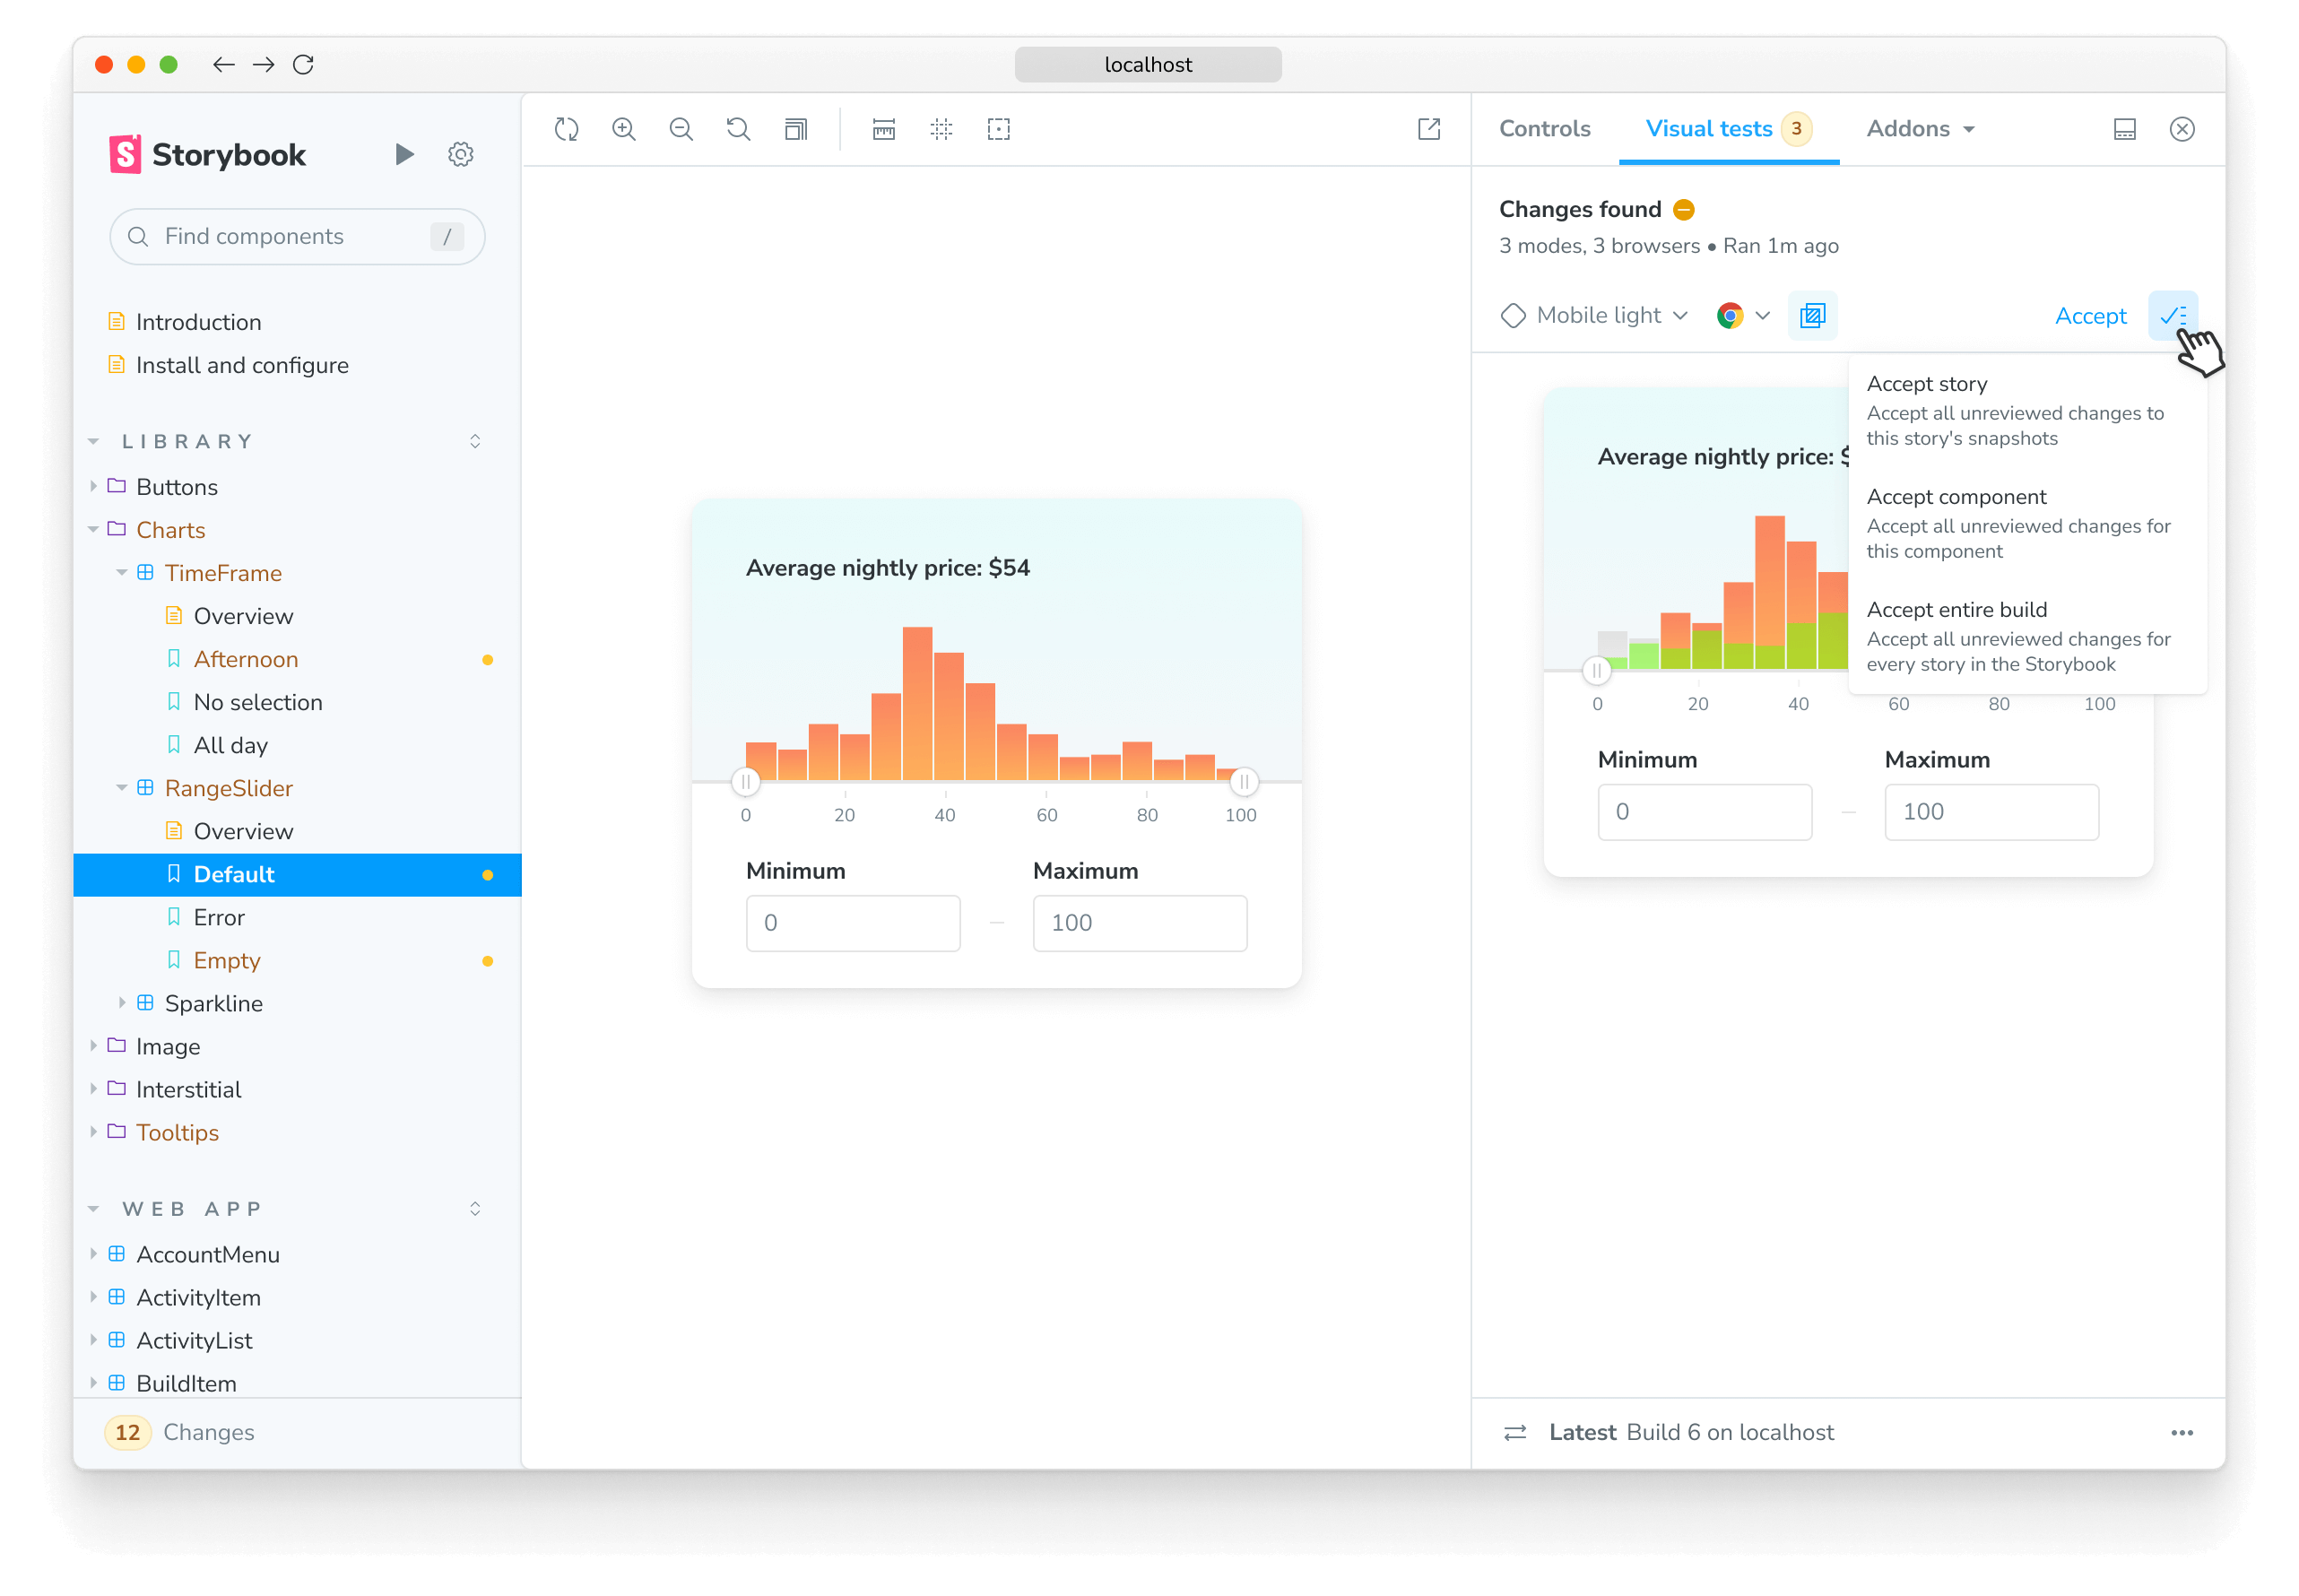 localhost
Storybook
Find components /
Introduction
Install and configure
LIBRARY
Buttons
Charts
TimeFrame
Overview
Afternoon
No selection
All day
RangeSlider
Overview
Default
Error
Empty
Sparkline
Image
Interstitial
Tooltips
WEB APP
AccountMenu
ActivityItem
ActivityList
BuildItem
12 Changes
Average nightly price: $54
0 20 40 60 80 100
Minimum Maximum
0 – 100
Controls Visual tests 3 Addons
Changes found
3 modes, 3 browsers • Ran 1m ago
Mobile light Accept
Accept story
Accept all unreviewed changes to
this story's snapshots
Accept component
Accept all unreviewed changes for
this component
Accept entire build
Accept all unreviewed changes for
every story in the Storybook
Average nightly price: $
0 20 40 60 80 100
Minimum Maximum
0 – 100
Latest Build 6 on localhost